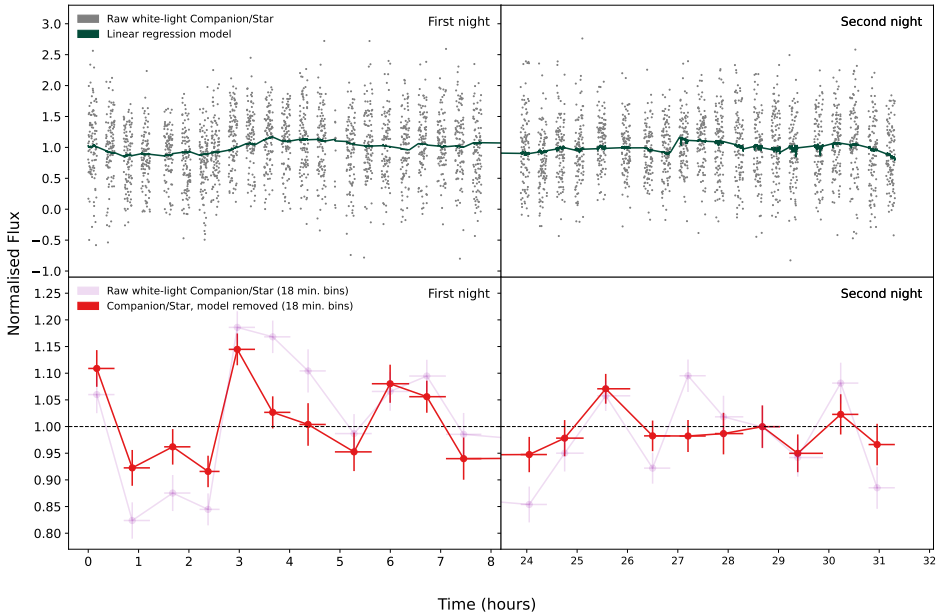 Raw white-light Companion/Star
Linear regression model
First night
Second night
3.0
2.5
2.0
1.5
1.0
0.5
0.0
−0.5
−1.0
Normalised Flux
Raw white-light Companion/Star (18 min. bins)
Companion/Star, model removed (18 min. bins)
First night
Second night
1.25
1.20
1.15
1.10
1.05
1.00
0.95
0.90
0.85
0.80
0 1 2 3 4 5 6 7 8 24 25 26 27 28 29 30 31 32
Time (hours)